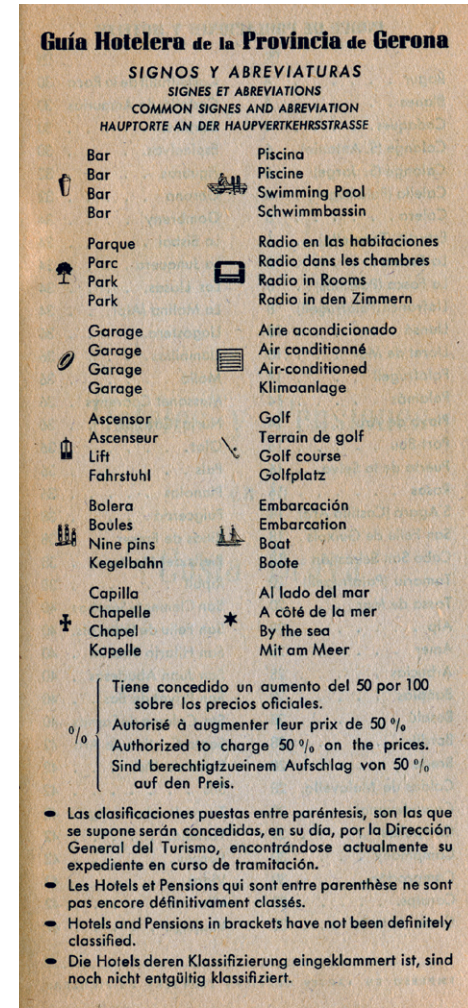 Guía Hotelera de la Provincia de Gerona
SIGNOS Y ABREVIATURAS
SIGNES ET ABREVIATIONS
COMMON SIGNES AND ABREVIATION
HAUPTORTE AN DER HAUPVERTKEHRSSTRASSE
Bar
Bar
Bar
Bar
Piscina
Piscine
Swimming Pool
Schwimmbassin
Parque
Parc
Park
Park
Radio en las habitaciones
Radio dans les chambres
Radio in Rooms
Radio in den Zimmern
Garage
Garage
Garage
Garage
Aire acondicionado
Air conditionné
Air-conditioned
Klimaanlage
Ascensor
Ascenseur
Lift
Fahrstuhl
Golf
Terrain de golf
Golf course
Golfplatz
Bolera
Boules
Nine pins
Kegelbahn
Embarcación
Embarcation
Boat
Boote
Capilla
Chapelle
Chapel
Kapelle
Al lado del mar
A côté de la mer
By the sea
Mit am Meer
%
Tiene concedido un aumento del 50 por 100
sobre los precios oficiales.
Autorisé à augmenter leur prix de 50 %
Authorized to charge 50 % on the prices.
Sind berechtigtzueinem Aufschlag von 50 %
auf den Preis.
Las clasificaciones puestas entre paréntesis, son las que
se supone serán concedidas, en su día, por la Dirección
General del Turismo, encontrándose actualmente su
expediente en curso de tramitación.
Les Hotels et Pensions qui sont entre parenthèse ne sont
pas encore définitivament classés.
Hotels and Pensions in brackets have not been definitely
classified.
Die Hotels deren Klassifizierung eingeklammert ist, sind
noch nicht entgültig klassifiziert.